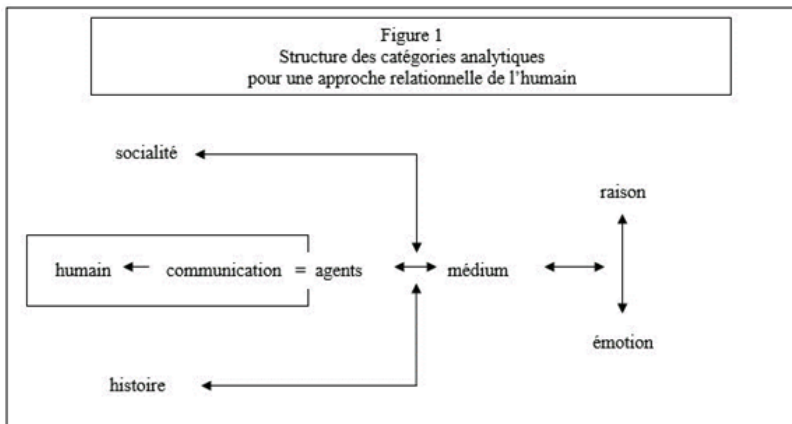 Figure 1
Structure des catégories analytiques
pour une approche relationnelle de l’humain
socialité
raison
humain communication = agents médium
émotion
histoire